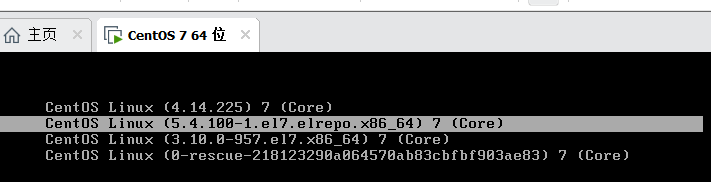 主页
CentOS 7 64 位
CentOS Linux (4.14.225) 7 (Core)
CentOS Linux (5.4.100-1.el7.elrepo.x86_64) 7 (Core)
CentOS Linux (3.10.0-957.el7.x86_64) 7 (Core)
CentOS Linux (0-rescue-218123290a064570ab83cbfbf903ae83) 7 (Core)